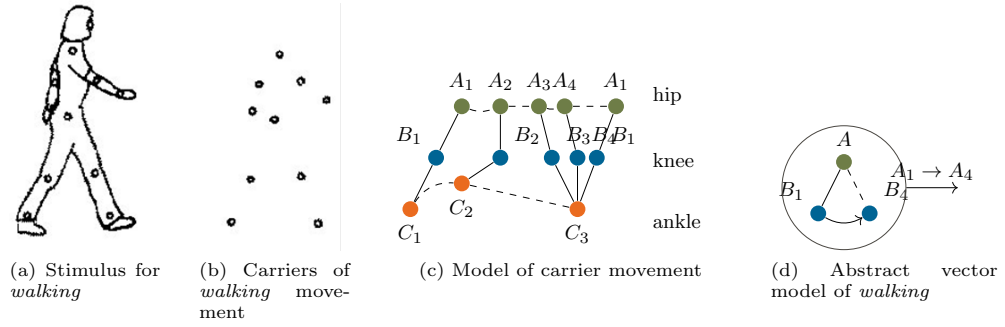 A1 A2 A3 A4 A1
hip
B1 B2 B3 B4 B1
knee
C1 C2 C3
ankle
A
A1 → A4
B1 B4
(a) Stimulus for
walking
(b) Carriers of
walking move-
ment
(c) Model of carrier movement
(d) Abstract vector
model of walking